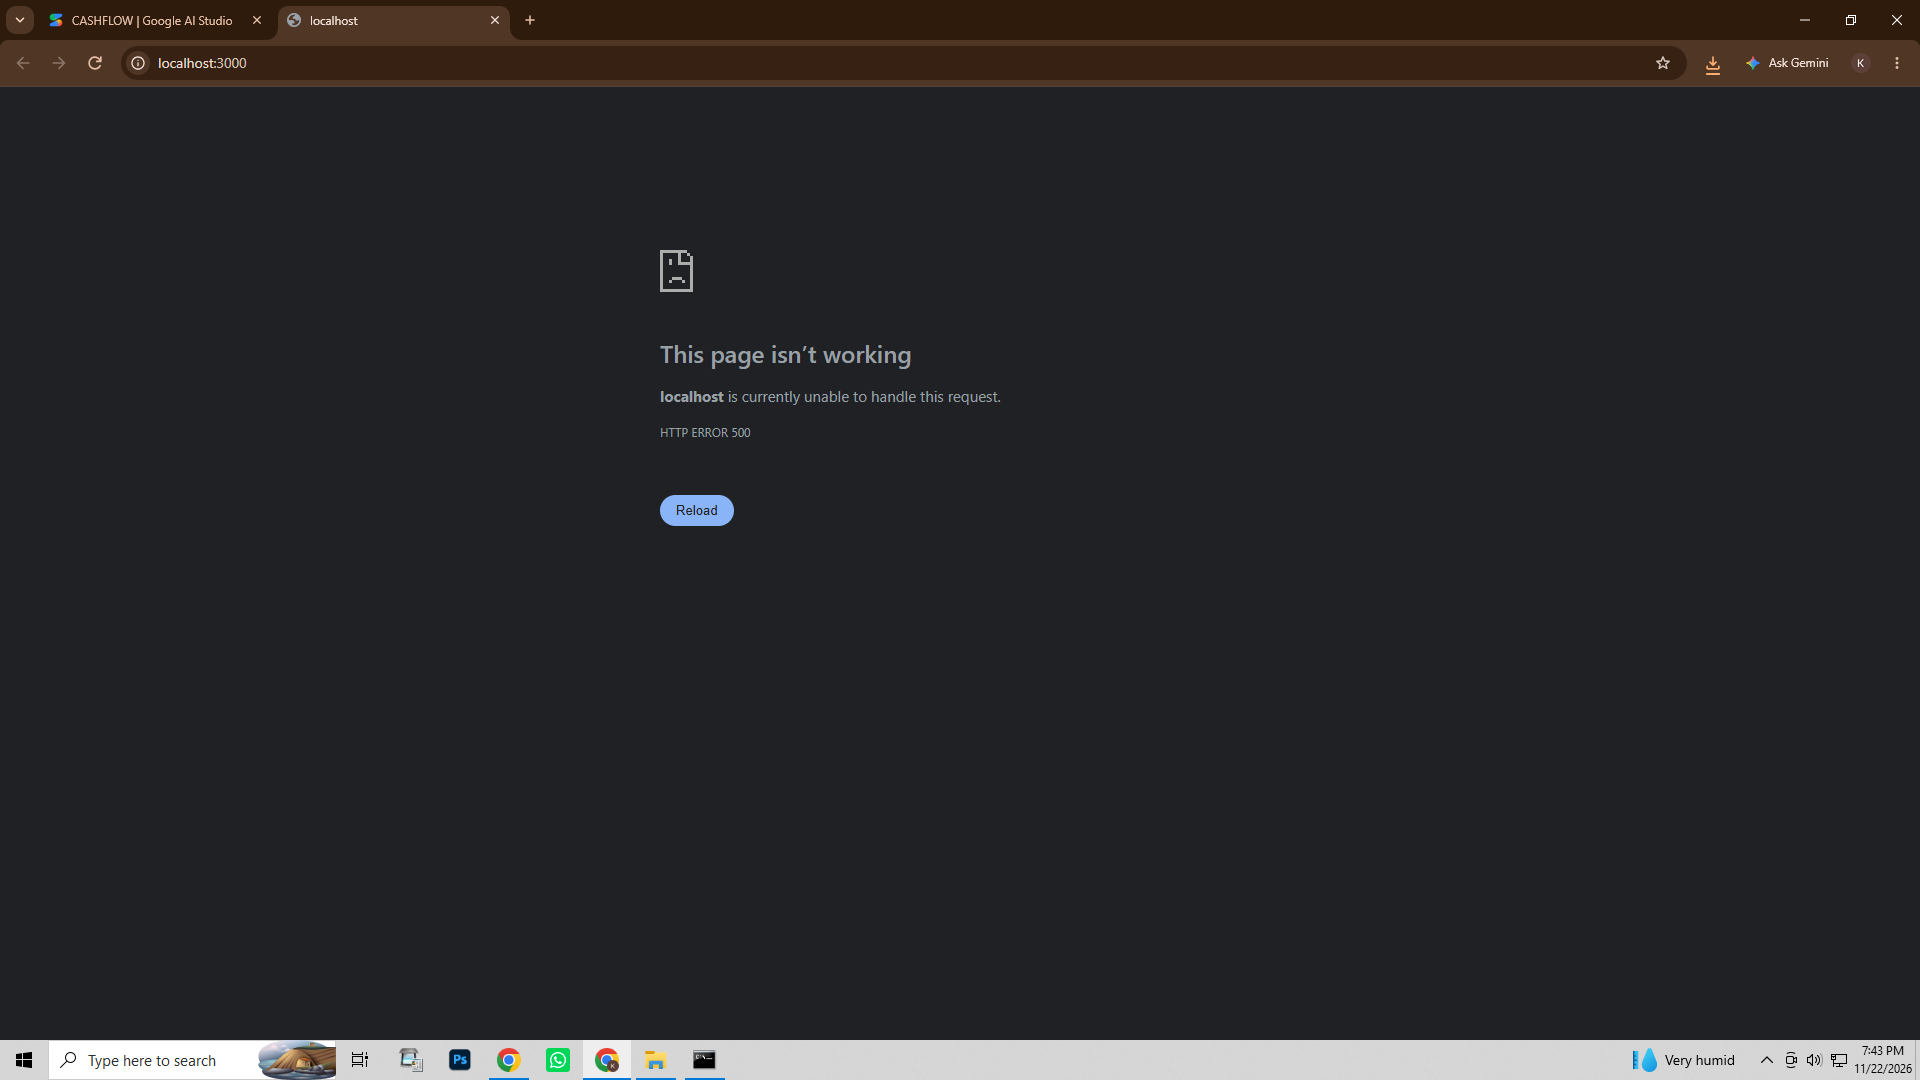 CASHFLOW | Google AI Studio
localhost
localhost:3000
Ask Gemini
K
This page isn’t working
localhost is currently unable to handle this request.
HTTP ERROR 500
Reload
Type here to search
Ps
K
Very humid
7:43 PM
11/22/2026